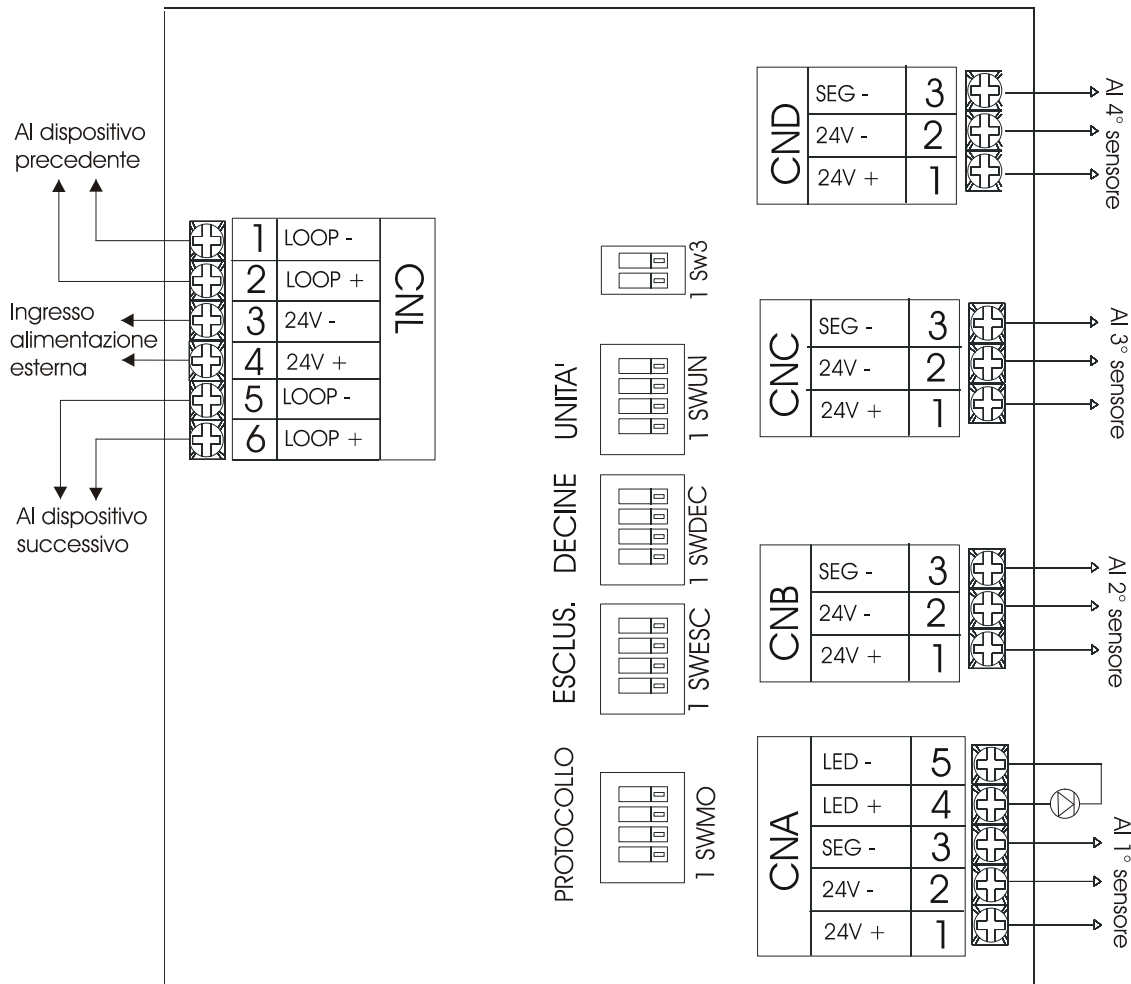 Al dispositivo
precedente
Ingresso
alimentazione
esterna
Al dispositivo
successivo
1 LOOP -
2 LOOP +
3 24V -
4 24V +
5 LOOP -
6 LOOP +
CNL
1 Sw3
UNITA'
1 SWUN
DECINE
1 SWDEC
ESCLUS.
1 SWESC
PROTOCOLLO
1 SWMO
CND
SEG - 3
24V - 2
24V + 1
Al 4° sensore
CNC
SEG - 3
24V - 2
24V + 1
Al 3° sensore
CNB
SEG - 3
24V - 2
24V + 1
Al 2° sensore
CNA
LED - 5
LED + 4
SEG - 3
24V - 2
24V + 1
Al 1° sensore